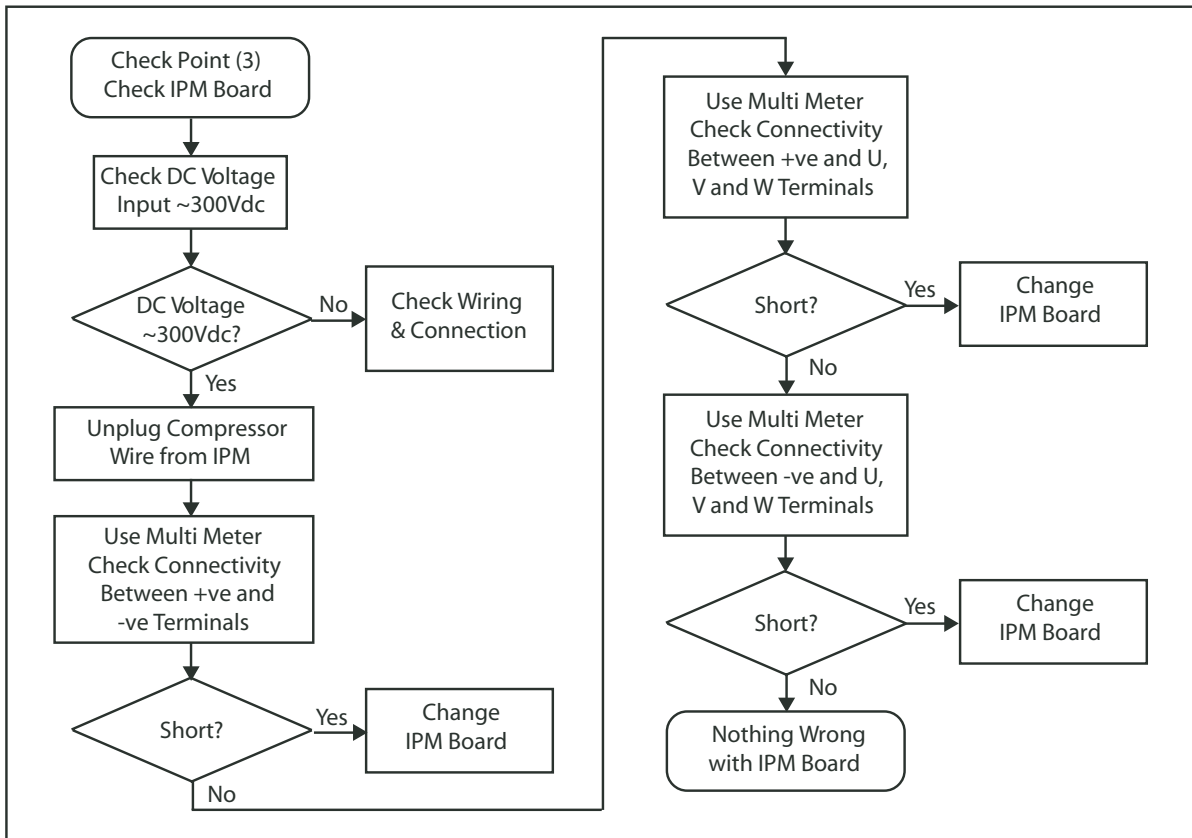 Check Point (3)
Check IPM Board
Check DC Voltage
Input ~300Vdc
DC Voltage
~300Vdc?
No
Check Wiring
& Connection
Yes
Unplug Compressor
Wire from IPM
Use Multi Meter
Check Connectivity
Between +ve and
-ve Terminals
Short?
Yes
Change
IPM Board
No
Use Multi Meter
Check Connectivity
Between +ve and U,
V and W Terminals
Short?
Yes
Change
IPM Board
No
Use Multi Meter
Check Connectivity
Between -ve and U,
V and W Terminals
Short?
Yes
Change
IPM Board
No
Nothing Wrong
with IPM Board